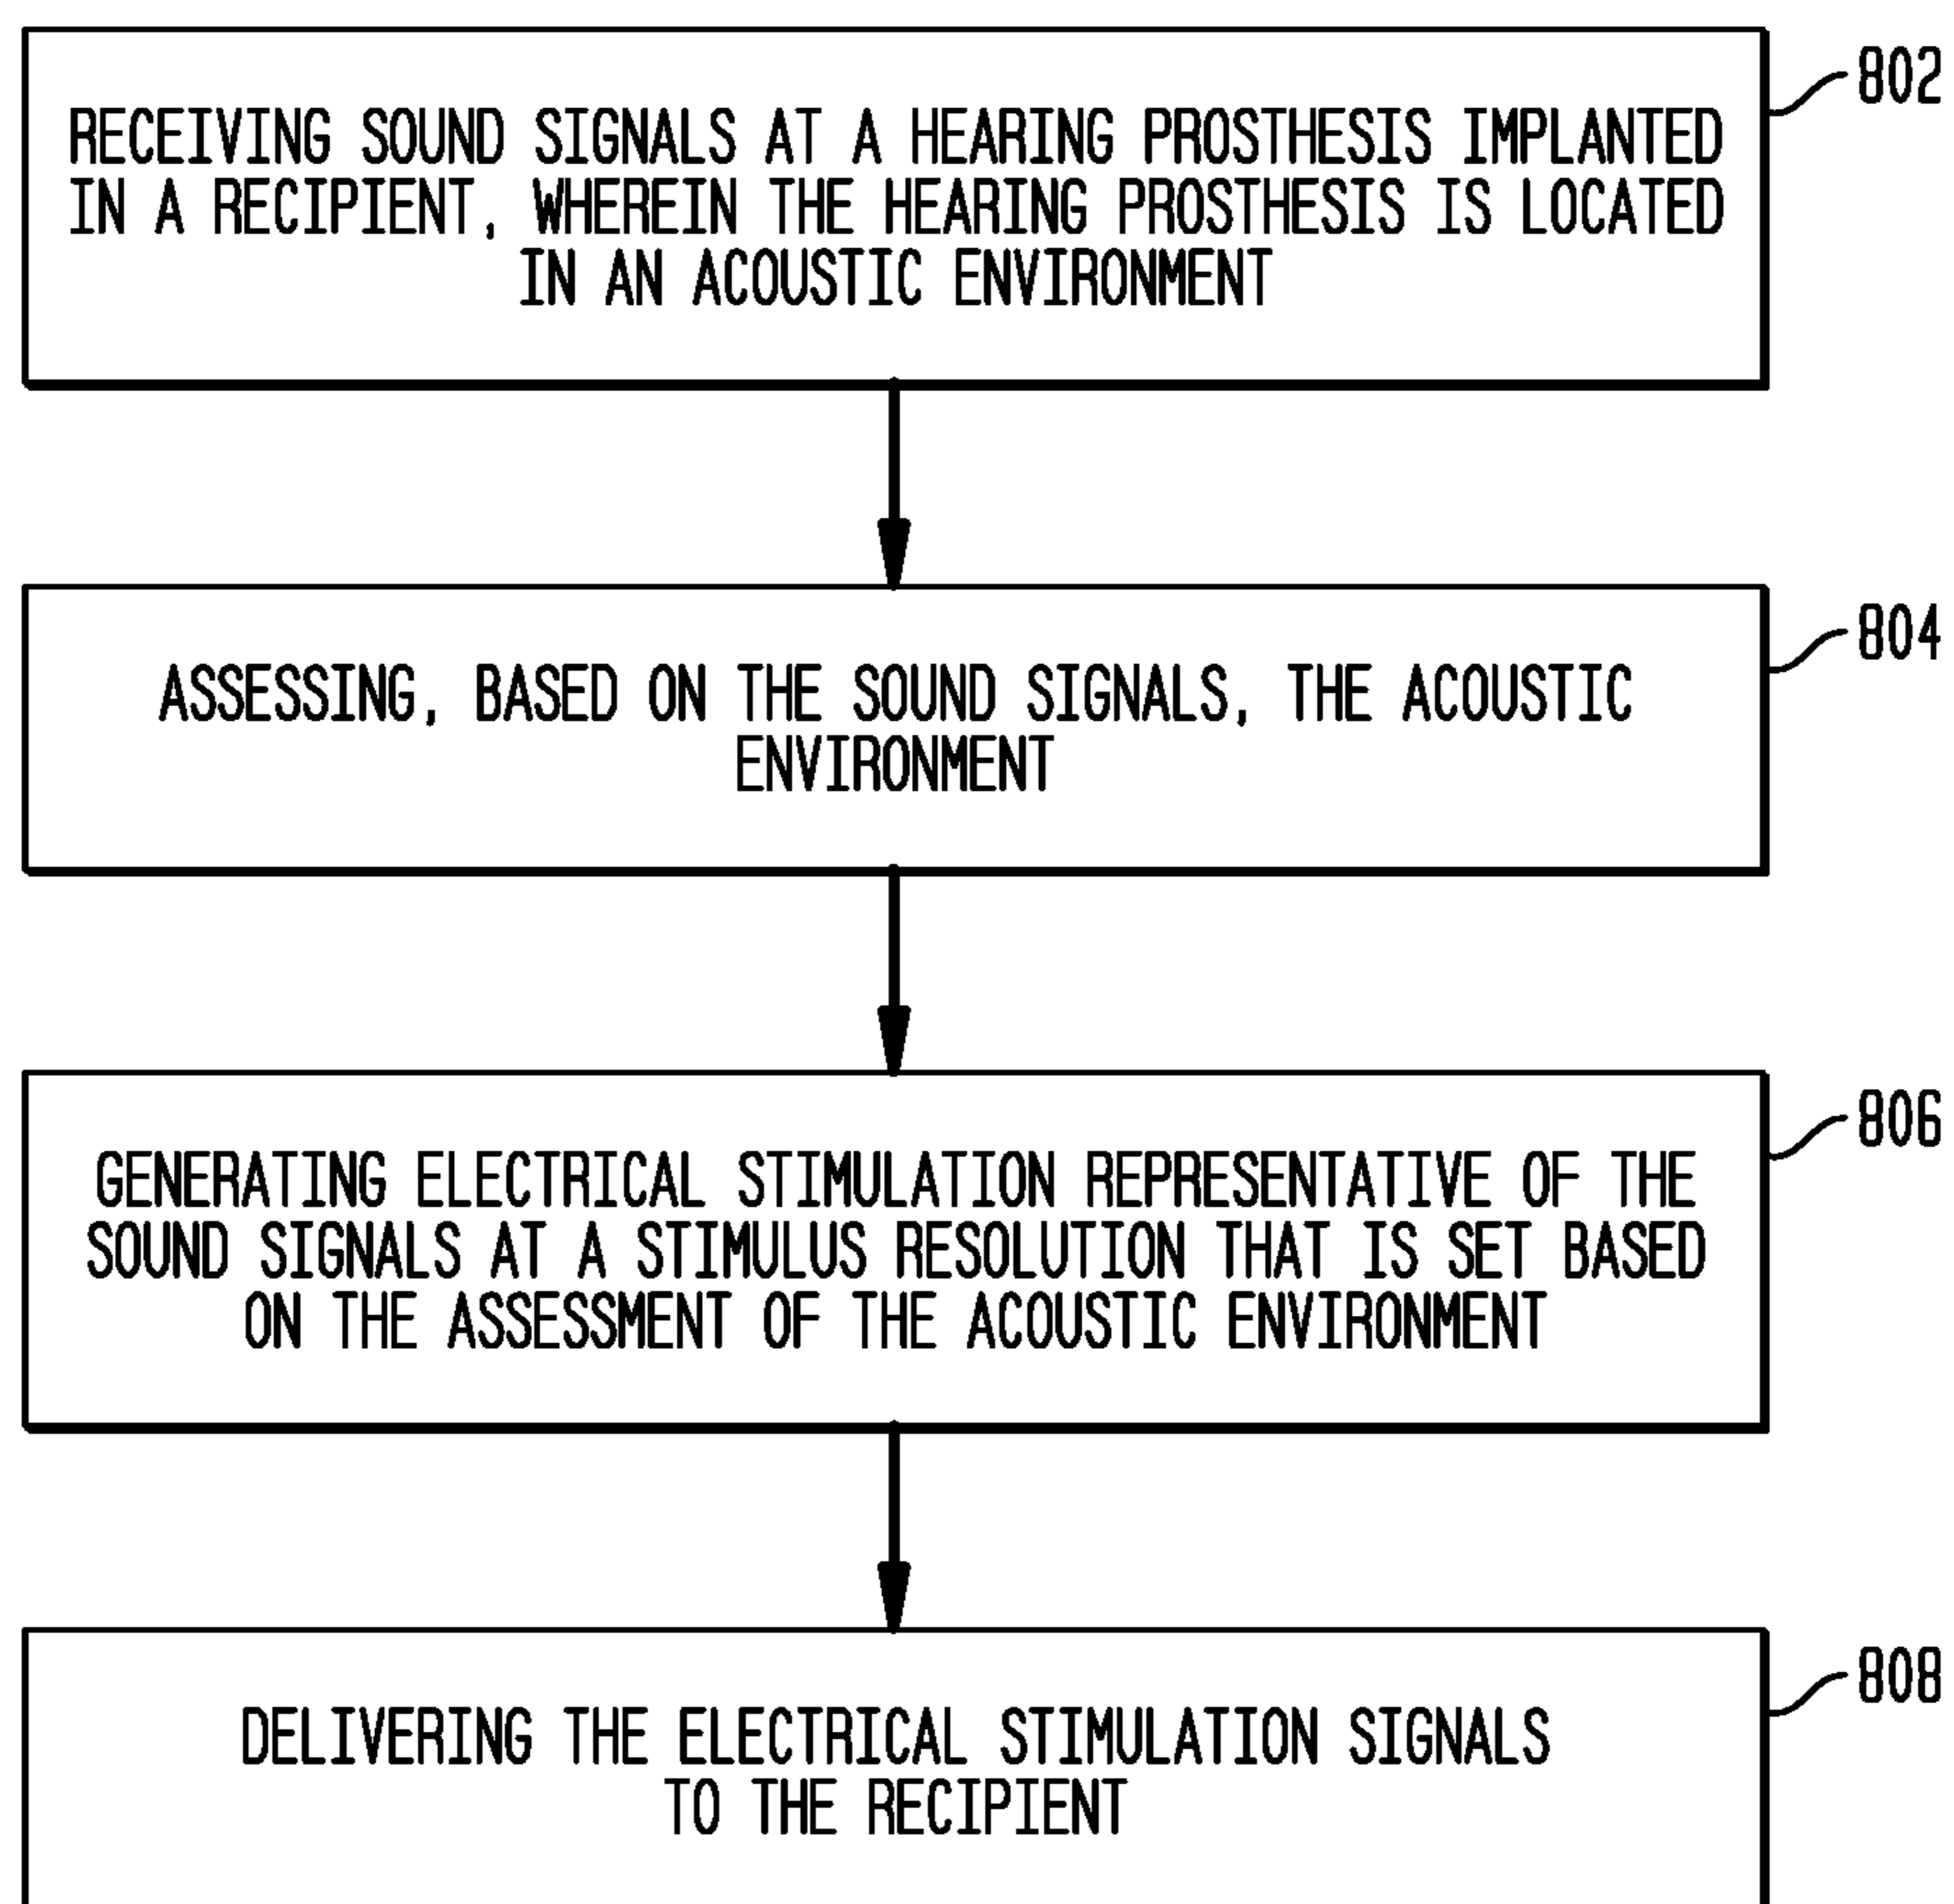 802
RECEIVING SOUND SIGNALS AT A HEARING PROSTHESIS IMPLANTED
IN A RECIPIENT, WHEREIN THE HEARING PROSTHESIS IS LOCATED
IN AN ACOUSTIC ENVIRONMENT
804
ASSESSING, BASED ON THE SOUND SIGNALS, THE ACOUSTIC
ENVIRONMENT
806
GENERATING ELECTRICAL STIMULATION REPRESENTATIVE OF THE
SOUND SIGNALS AT A STIMULUS RESOLUTION THAT IS SET BASED
ON THE ASSESSMENT OF THE ACOUSTIC ENVIRONMENT
808
DELIVERING THE ELECTRICAL STIMULATION SIGNALS
TO THE RECIPIENT